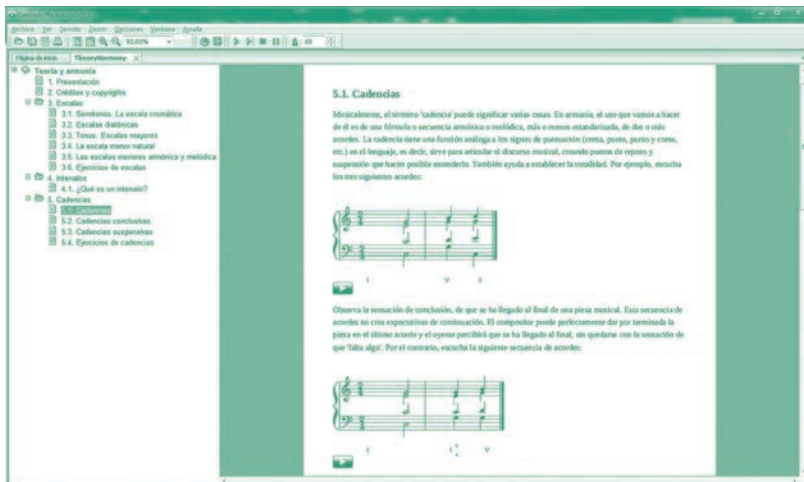 Archivo Ver Sonido Zoom Opciones Ventana Ayuda
92,03%
60
Página de inicio TheoryHarmony
Teoría y armonía
1. Presentación
2. Créditos y copyrigths
3. Escalas
3.1. Semitonos. La escala cromática
3.2. Escalas diatónicas
3.3. Tonos. Escalas mayores
3.4. La escala menor natural
3.5. Las escalas menores armónica y melódica
3.6. Ejercicios de escalas
4. Intervalos
4.1. ¿Qué es un intervalo?
5. Cadencias
5.1. Cadencias
5.2. Cadencias conclusivas
5.3. Cadencias suspensivas
5.4. Ejercicios de cadencias
5.1. Cadencias
Musicalmente, el término 'cadencia' puede significar varias cosas. En armonía, el uso que vamos a hacer
de él es de una fórmula o secuencia armónica o melódica, más o menos estandarizada, de dos o más
acordes. La cadencia tiene una función análoga a los signos de puntuación (coma, punto, punto y coma,
etc.) en el lenguaje, es decir, sirve para articular el discurso musical, creando puntos de reposo y
suspensión que hacen posible entenderlo. También ayuda a establecer la tonalidad. Por ejemplo, escucha
los tres siguientes acordes:
I V I
Observa la sensación de conclusión, de que se ha llegado al final de una pieza musical. Esta secuencia de
acordes no crea expectativas de continuación. El compositor puede perfectamente dar por terminada la
pieza en el último acorde y el oyente percibirá que se ha llegado al final, sin quedarse con la sensación de
que 'falta algo'. Por el contrario, escucha la siguiente secuencia de acordes:
I I V